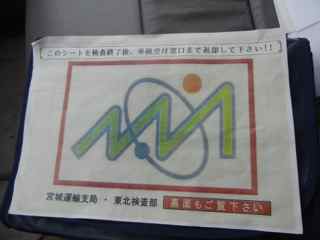 このシートを検査終了後、車検交付窓口まで返却して下さい!!
宮城運輸支局・東北検査部 裏面もご覧下さい